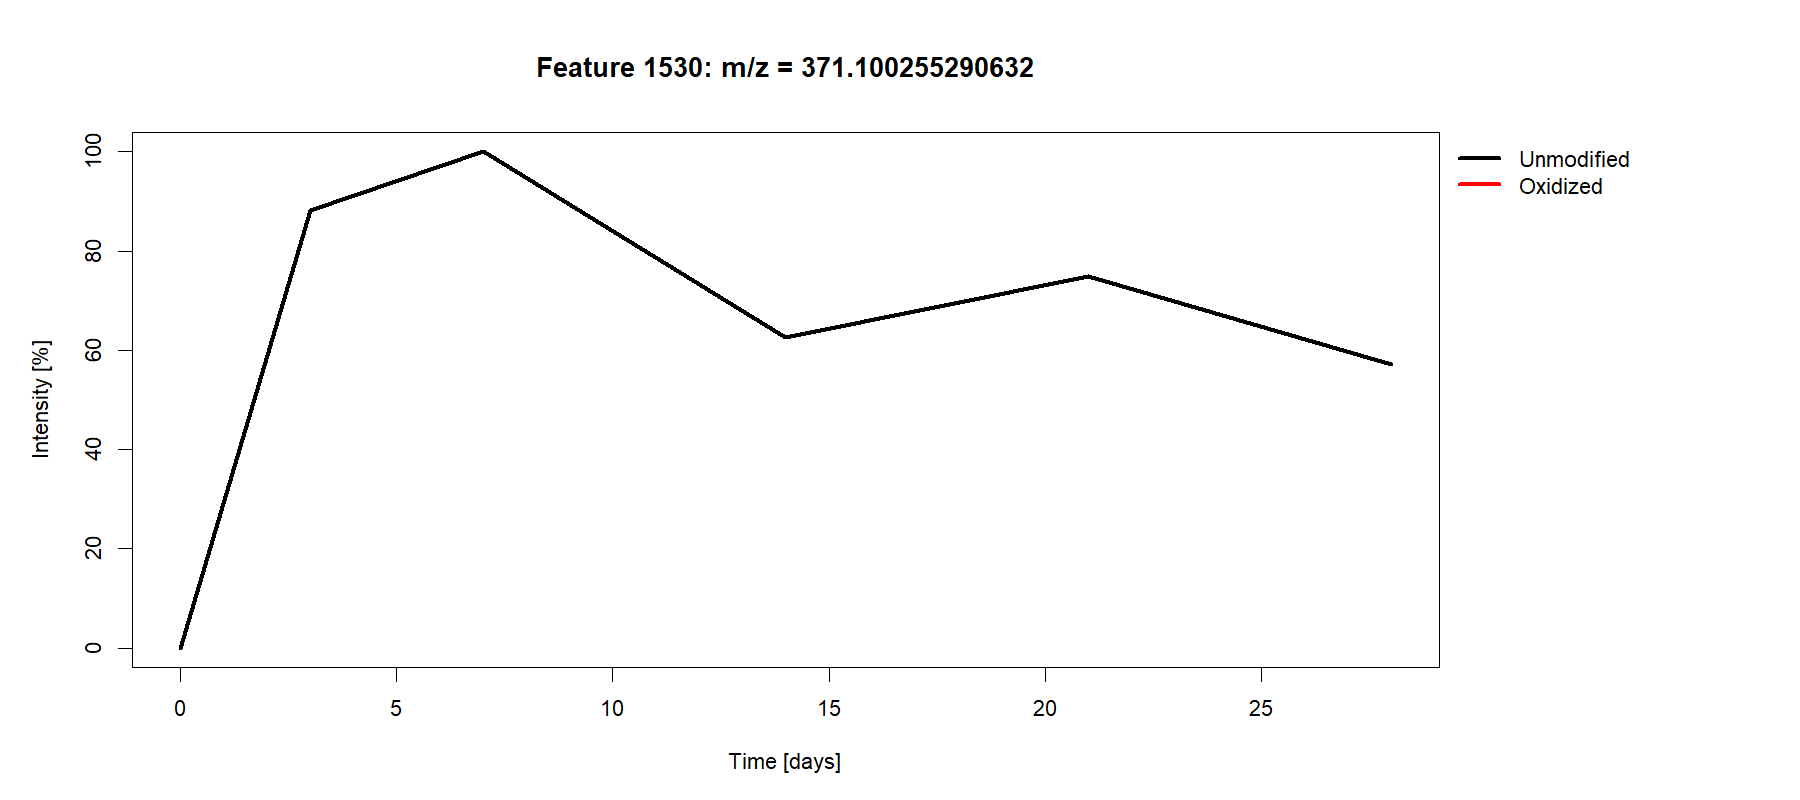 Feature 1530: m/z = 371.100255290632
Unmodified
Oxidized
Intensity [%]
100
80
60
40
20
0
0 5 10 15 20 25
Time [days]